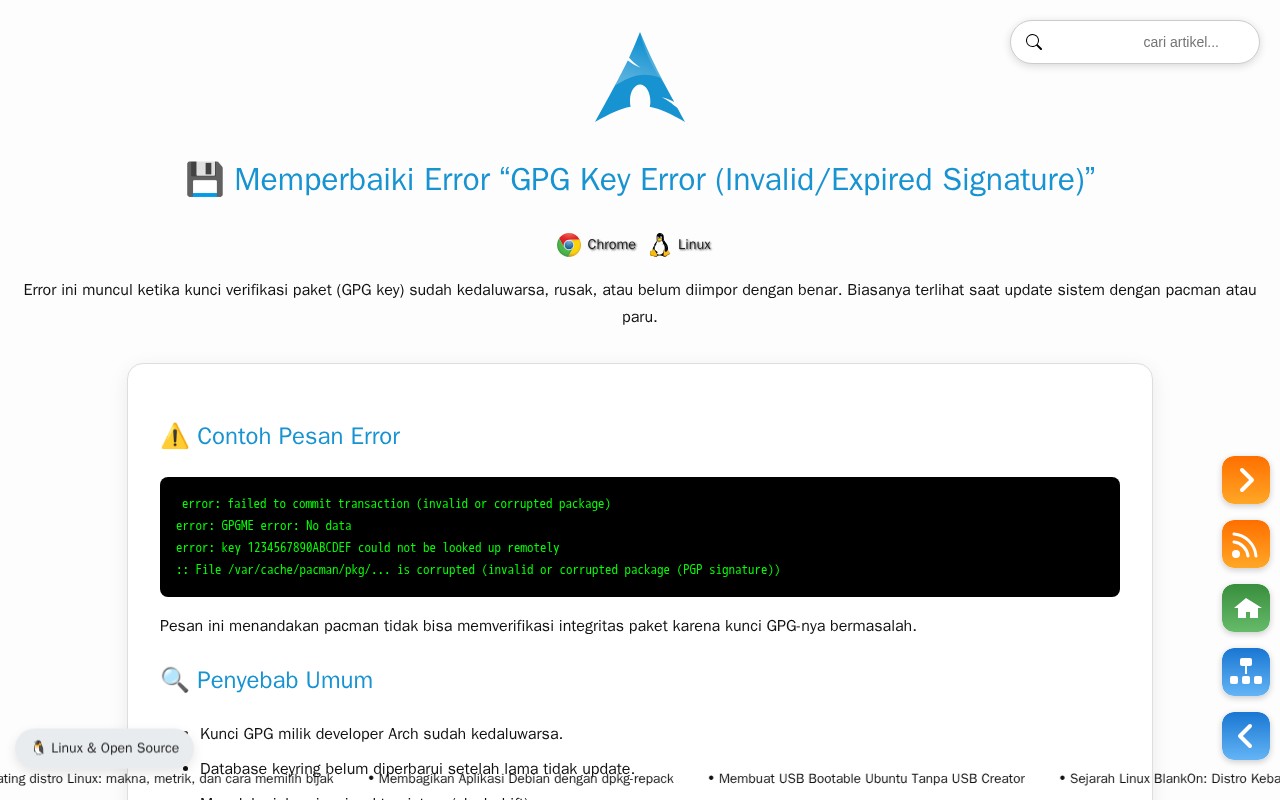 cari artikel...
💾 Memperbaiki Error “GPG Key Error (Invalid/Expired Signature)”
Chrome Linux
Error ini muncul ketika kunci verifikasi paket (GPG key) sudah kedaluwarsa, rusak, atau belum diimpor dengan benar. Biasanya terlihat saat update sistem dengan pacman atau
paru.
⚠️ Contoh Pesan Error
error: failed to commit transaction (invalid or corrupted package)
error: GPGME error: No data
error: key 1234567890ABCDEF could not be looked up remotely
:: File /var/cache/pacman/pkg/... is corrupted (invalid or corrupted package (PGP signature))
Pesan ini menandakan pacman tidak bisa memverifikasi integritas paket karena kunci GPG-nya bermasalah.
🔍 Penyebab Umum
Kunci GPG milik developer Arch sudah kedaluwarsa.
🐧 Linux & Open Source
• Database keyring belum diperbarui setelah lama tidak update.
ating distro Linux: makna, metrik, dan cara memilih bijak • Membagikan Aplikasi Debian dengan dpkg-repack • Membuat USB Bootable Ubuntu Tanpa USB Creator • Sejarah Linux BlankOn: Distro Keba